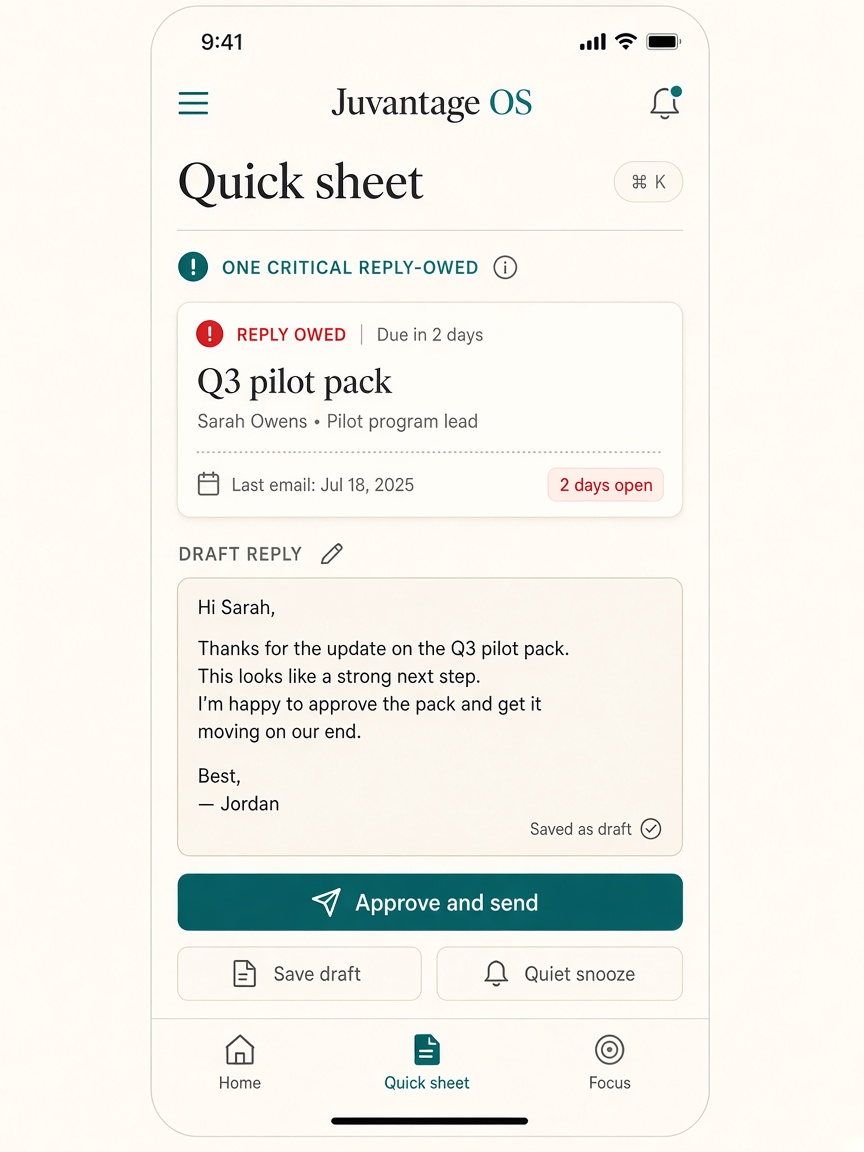 9:41
Juvantage OS
Quick sheet
⌘ K
ONE CRITICAL REPLY-OWED
REPLY OWED | Due in 2 days
Q3 pilot pack
Sarah Owens • Pilot program lead
Last email: Jul 18, 2025
2 days open
DRAFT REPLY
Hi Sarah,
Thanks for the update on the Q3 pilot pack.
This looks like a strong next step.
I'm happy to approve the pack and get it
moving on our end.
Best,
— Jordan
Saved as draft
Approve and send
Save draft
Quiet snooze
Home
Quick sheet
Focus